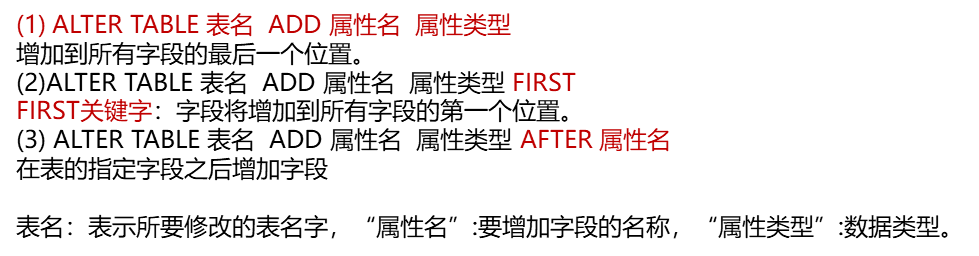 (1) ALTER TABLE 表名  ADD 属性名  属性类型
增加到所有字段的最后一个位置。
(2)ALTER TABLE 表名  ADD 属性名  属性类型 FIRST
FIRST关键字：字段将增加到所有字段的第一个位置。
(3) ALTER TABLE 表名  ADD 属性名  属性类型 AFTER 属性名
在表的指定字段之后增加字段
表名：表示所要修改的表名字，“属性名”:要增加字段的名称，“属性类型”:数据类型。